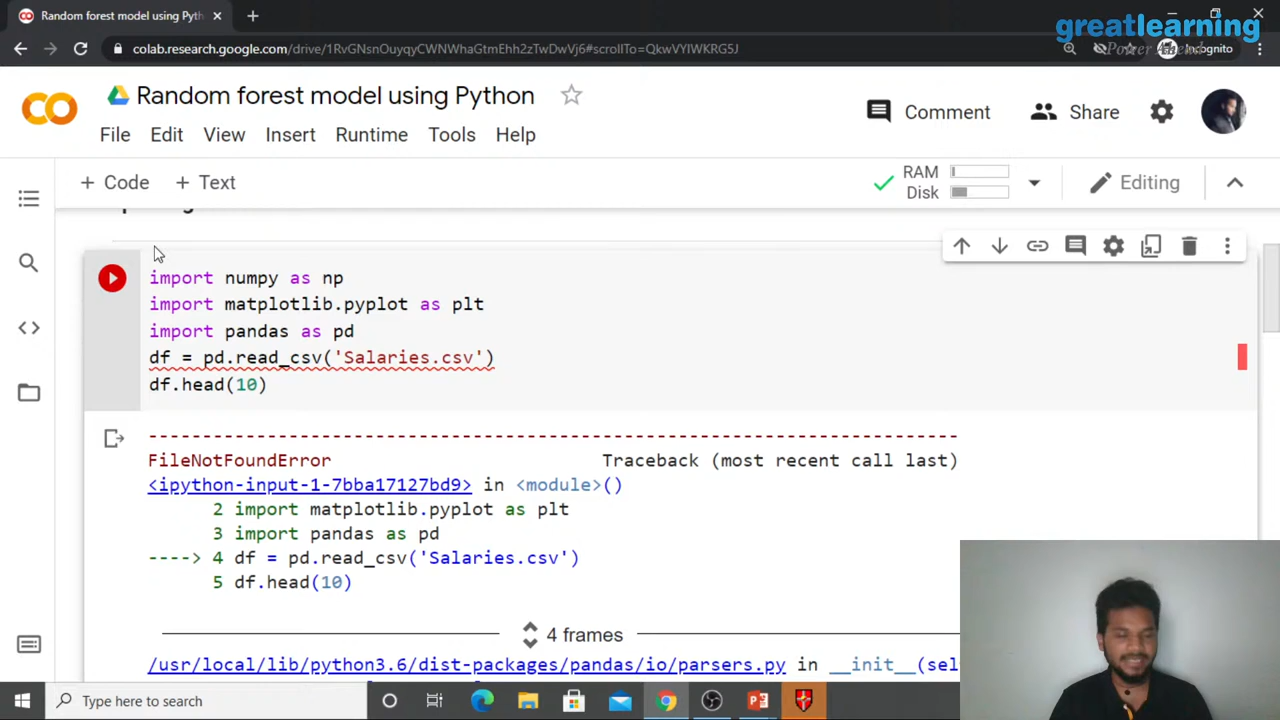 Random forest model using Pyth
greatlearning
Power Ahead
colab.research.google.com/drive/1RvGNsnOuyqyCWNWhaGtmEhh2zTwDwVj6#scrollTo=QkwVYIWKRG5J
Incognito
Random forest model using Python
Comment
Share
File Edit View Insert Runtime Tools Help
+ Code + Text
RAM
Disk
Editing
import numpy as np
import matplotlib.pyplot as plt
import pandas as pd
df = pd.read_csv('Salaries.csv')
df.head(10)
--------------------------------------------------------------------------
FileNotFoundError Traceback (most recent call last)
<ipython-input-1-7bba17127bd9> in <module>()
2 import matplotlib.pyplot as plt
3 import pandas as pd
----> 4 df = pd.read_csv('Salaries.csv')
5 df.head(10)
4 frames
/usr/local/lib/python3.6/dist-packages/pandas/io/parsers.py in __init__(sel
Type here to search